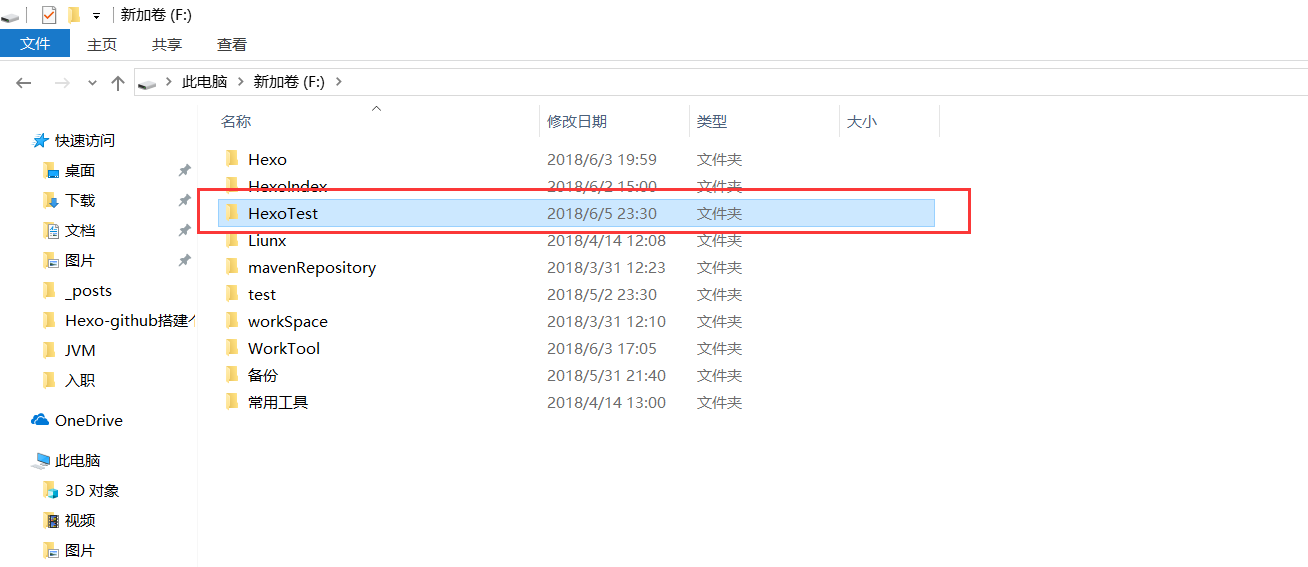 新加卷 (F:)
文件 主页 共享 查看
此电脑 新加卷 (F:)
名称 修改日期 类型 大小
快速访问
桌面
下载
文档
图片
_posts
Hexo-github搭建个
JVM
入职
OneDrive
此电脑
3D 对象
视频
图片
Hexo 2018/6/3 19:59 文件夹
HexoIndex 2018/6/2 15:00 文件夹
HexoTest 2018/6/5 23:30 文件夹
Liunx 2018/4/14 12:08 文件夹
mavenRepository 2018/3/31 12:23 文件夹
test 2018/5/2 23:30 文件夹
workSpace 2018/3/31 12:10 文件夹
WorkTool 2018/6/3 17:05 文件夹
备份 2018/5/31 21:40 文件夹
常用工具 2018/4/14 13:00 文件夹